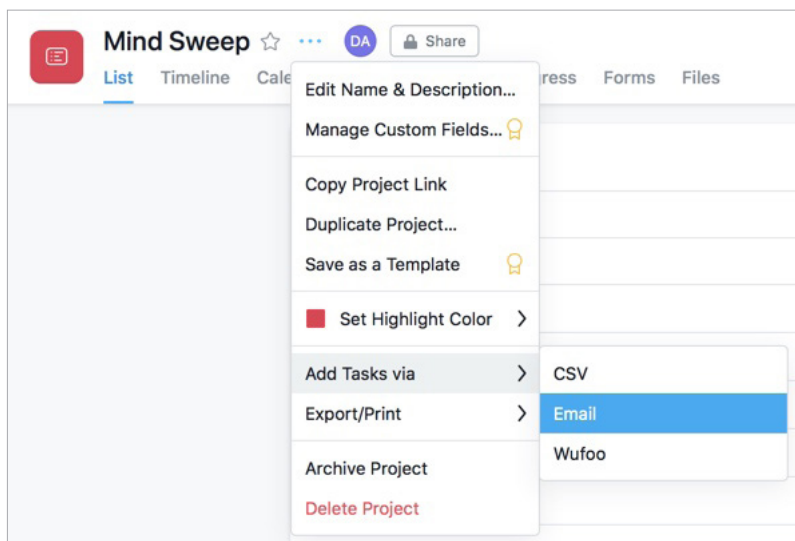 Mind Sweep
DA
Share
List Timeline Cale ress Forms Files
Edit Name & Description...
Manage Custom Fields...
Copy Project Link
Duplicate Project...
Save as a Template
Set Highlight Color
Add Tasks via
CSV
Export/Print
Email
Wufoo
Archive Project
Delete Project